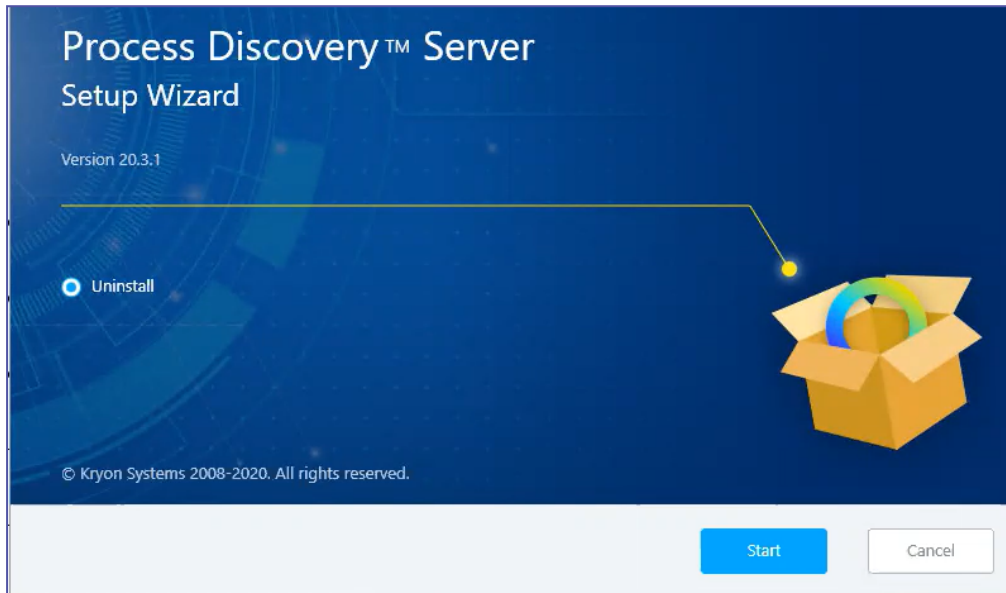 Process Discovery™ Server
Setup Wizard
Version 20.3.1
Uninstall
© Kryon Systems 2008-2020. All rights reserved.
Start
Cancel